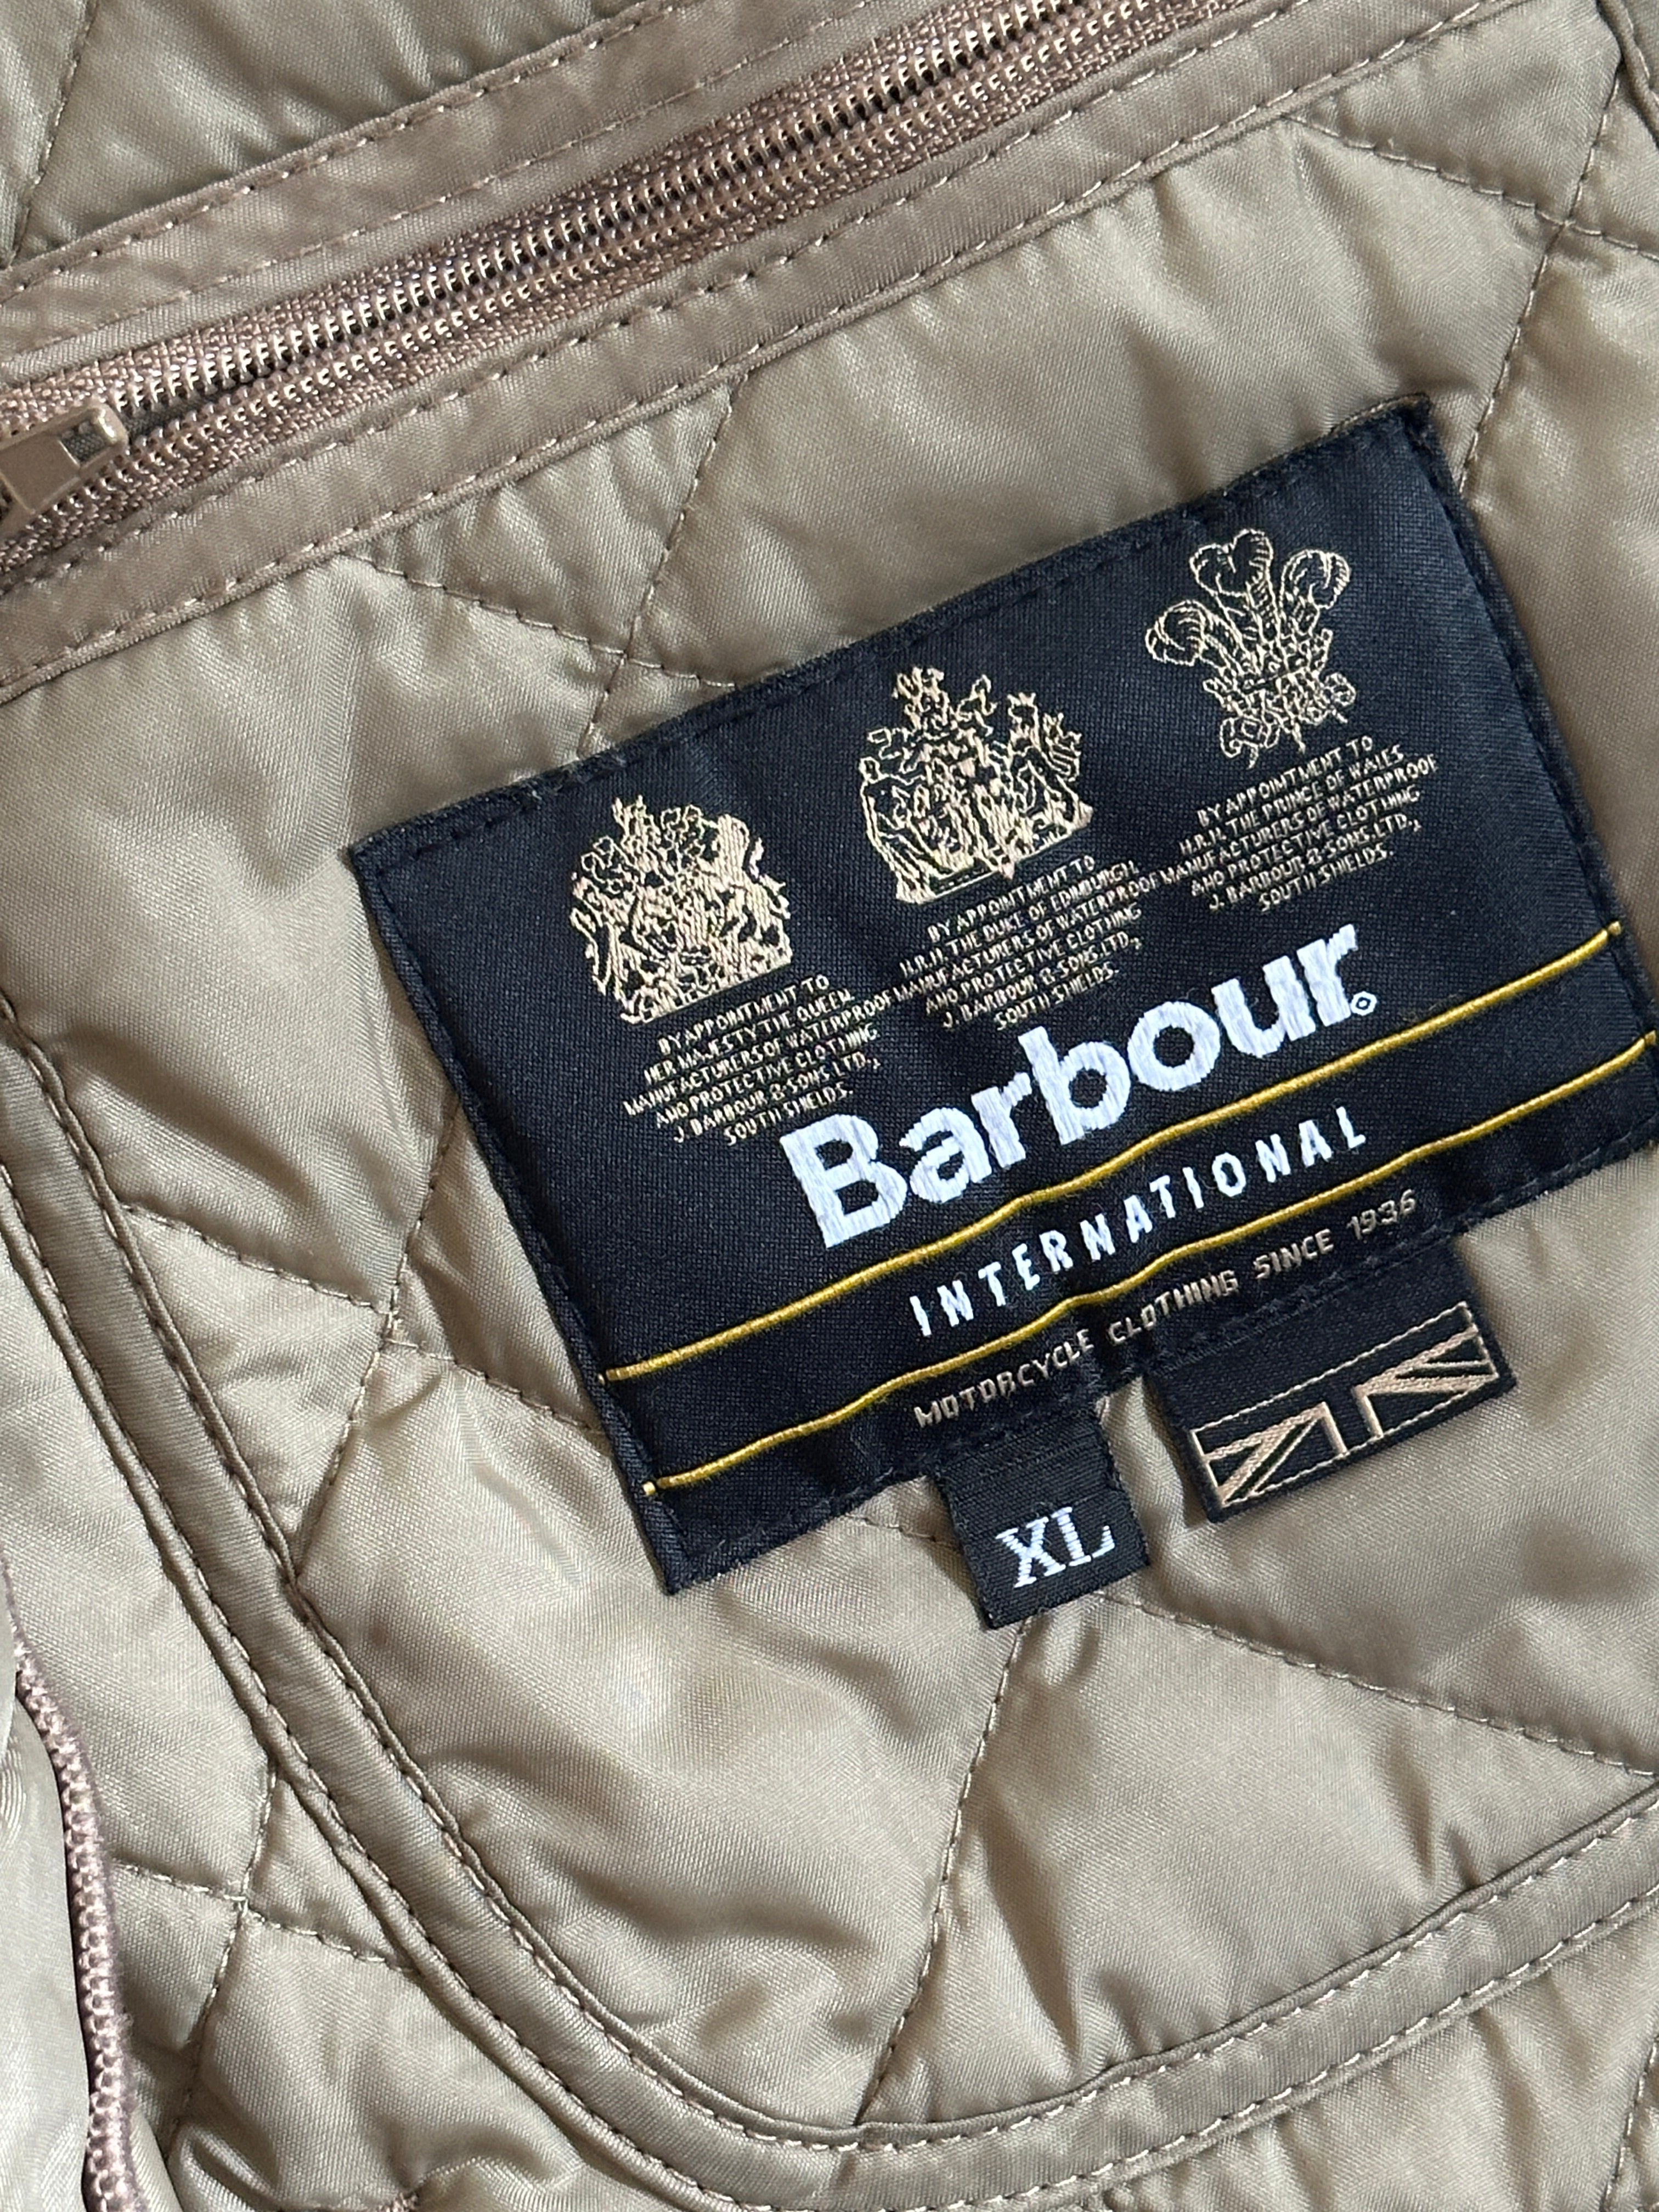 BY APPOINTMENT TO
HER MAJESTY THE QUEEN
MANUFACTURERS OF WATERPROOF
AND PROTECTIVE CLOTHING
J. BARBOUR & SONS, LTD.,
SOUTH SHIELDS.
BY APPOINTMENT TO
H.R.H. THE DUKE OF EDINBURGH
MANUFACTURERS OF WATERPROOF
AND PROTECTIVE CLOTHING
J. BARBOUR & SONS, LTD.,
SOUTH SHIELDS.
BY APPOINTMENT TO
H.R.H. THE PRINCE OF WALES
MANUFACTURERS OF WATERPROOF
AND PROTECTIVE CLOTHING
J. BARBOUR & SONS, LTD.,
SOUTH SHIELDS.
Barbour®
INTERNATIONAL
MOTORCYCLE CLOTHING SINCE 1936
XL